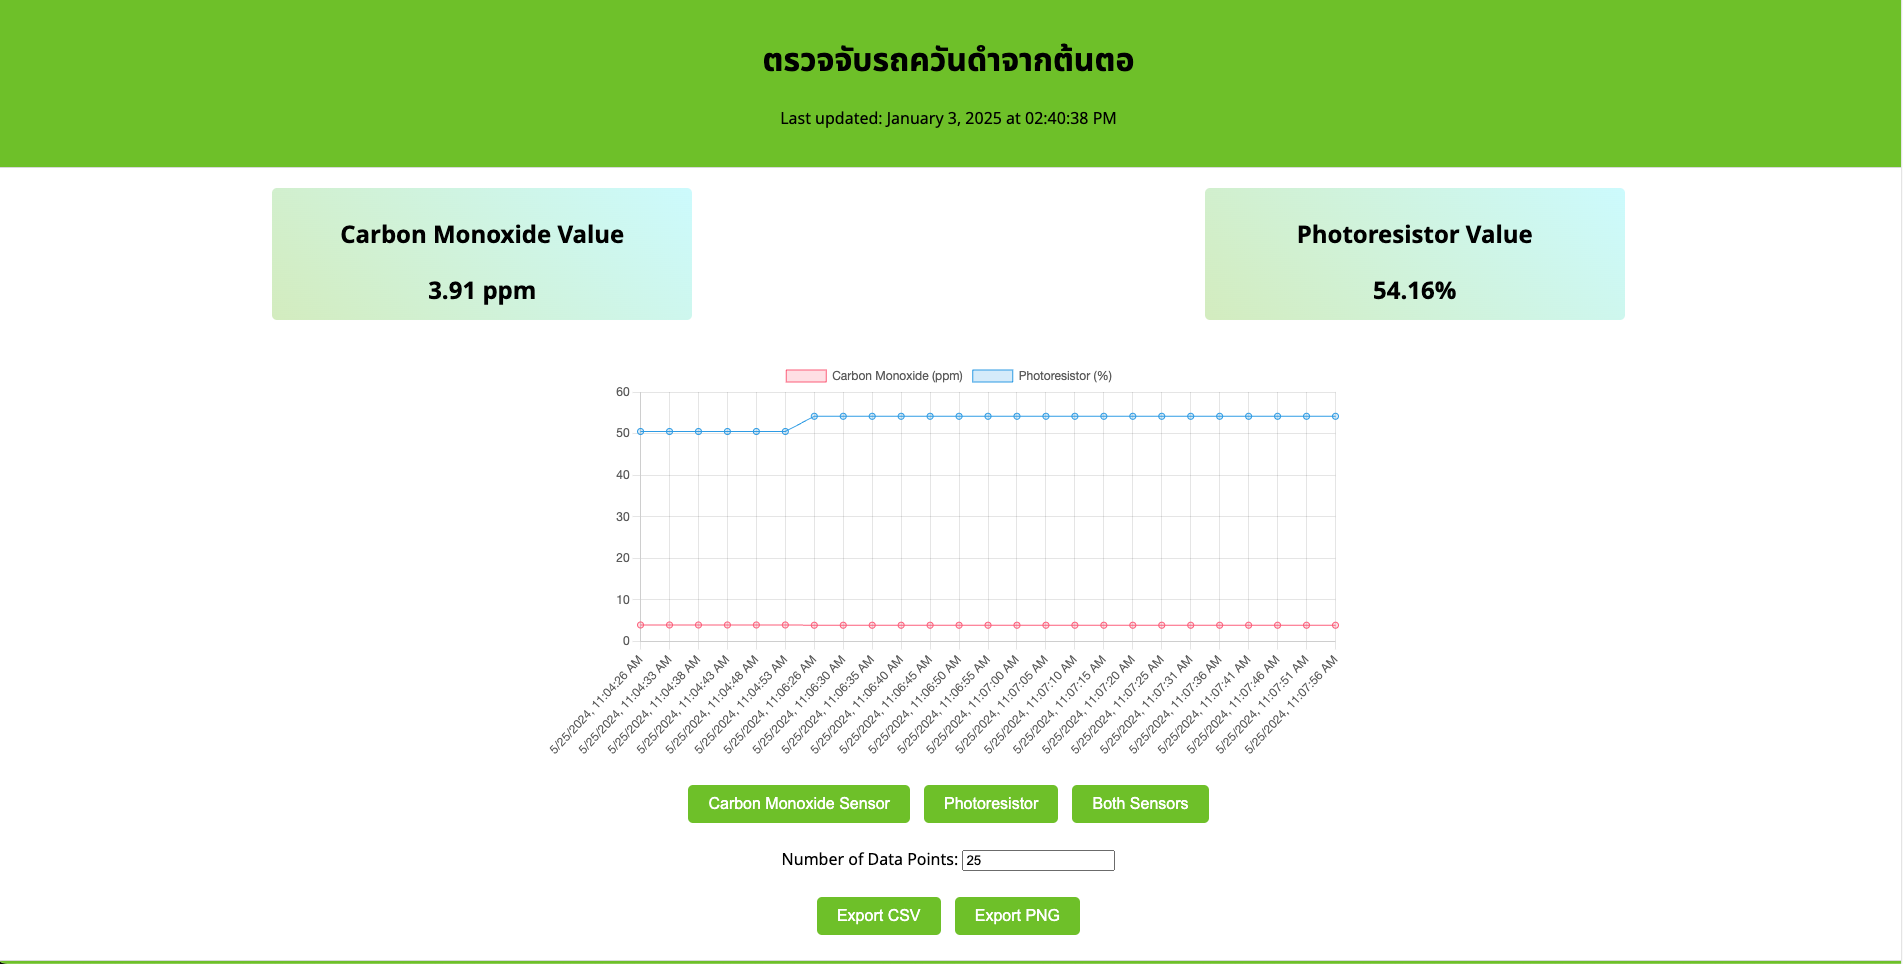 ตรวจจับรถควันดำจากต้นตอ
Last updated: January 3, 2025 at 02:40:38 PM
Carbon Monoxide Value
3.91 ppm
Photoresistor Value
54.16%
Carbon Monoxide (ppm)
Photoresistor (%)
60
50
40
30
20
10
0
5/25/2024, 11:04:26 AM
5/25/2024, 11:04:33 AM
5/25/2024, 11:04:38 AM
5/25/2024, 11:04:43 AM
5/25/2024, 11:04:48 AM
5/25/2024, 11:04:53 AM
5/25/2024, 11:06:26 AM
5/25/2024, 11:06:30 AM
5/25/2024, 11:06:35 AM
5/25/2024, 11:06:40 AM
5/25/2024, 11:06:45 AM
5/25/2024, 11:06:50 AM
5/25/2024, 11:06:55 AM
5/25/2024, 11:07:00 AM
5/25/2024, 11:07:05 AM
5/25/2024, 11:07:10 AM
5/25/2024, 11:07:15 AM
5/25/2024, 11:07:20 AM
5/25/2024, 11:07:25 AM
5/25/2024, 11:07:31 AM
5/25/2024, 11:07:36 AM
5/25/2024, 11:07:41 AM
5/25/2024, 11:07:46 AM
5/25/2024, 11:07:51 AM
5/25/2024, 11:07:56 AM
Carbon Monoxide Sensor
Photoresistor
Both Sensors
Number of Data Points: 25
Export CSV
Export PNG